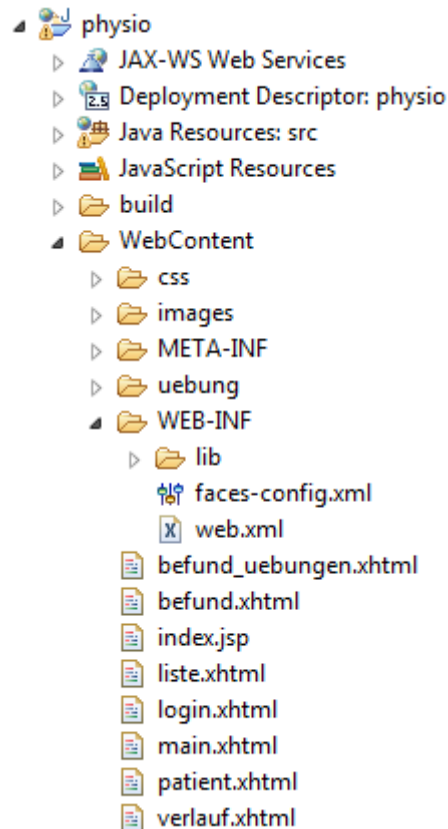 physio
JAX-WS Web Services
2.5 Deployment Descriptor: physio
Java Resources: src
JavaScript Resources
build
WebContent
css
images
META-INF
uebung
WEB-INF
lib
faces-config.xml
X web.xml
befund_uebungen.xhtml
befund.xhtml
index.jsp
liste.xhtml
login.xhtml
main.xhtml
patient.xhtml
verlauf.xhtml